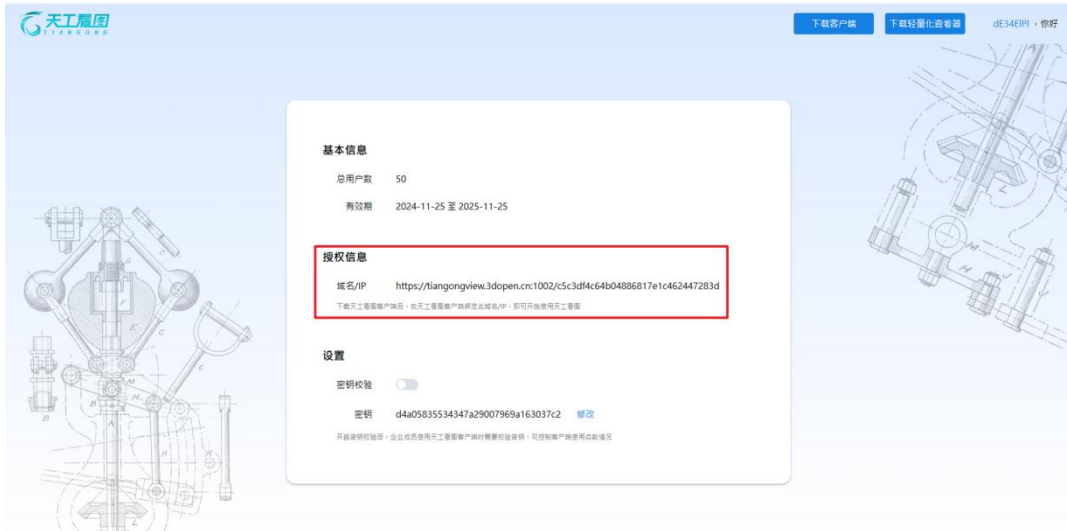 天工看图
TIANGONG
下载客户端 下载轻量化查看器 dE34EIPI，你好
基本信息
总用户数 50
有效期 2024-11-25 至 2025-11-25
授权信息
域名/IP https://tiangongview.3dopen.cn:1002/c5c3df4c64b04886817e1c462447283d
下载天工看图客户端后，在天工看图客户端绑定此域名/IP，即可开始使用天工看图
设置
密钥校验
密钥 d4a05835534347a29007969a163037c2 修改
开启密钥校验后，企业成员使用天工看图客户端时需要校验密钥，可控制客户端使用点数情况